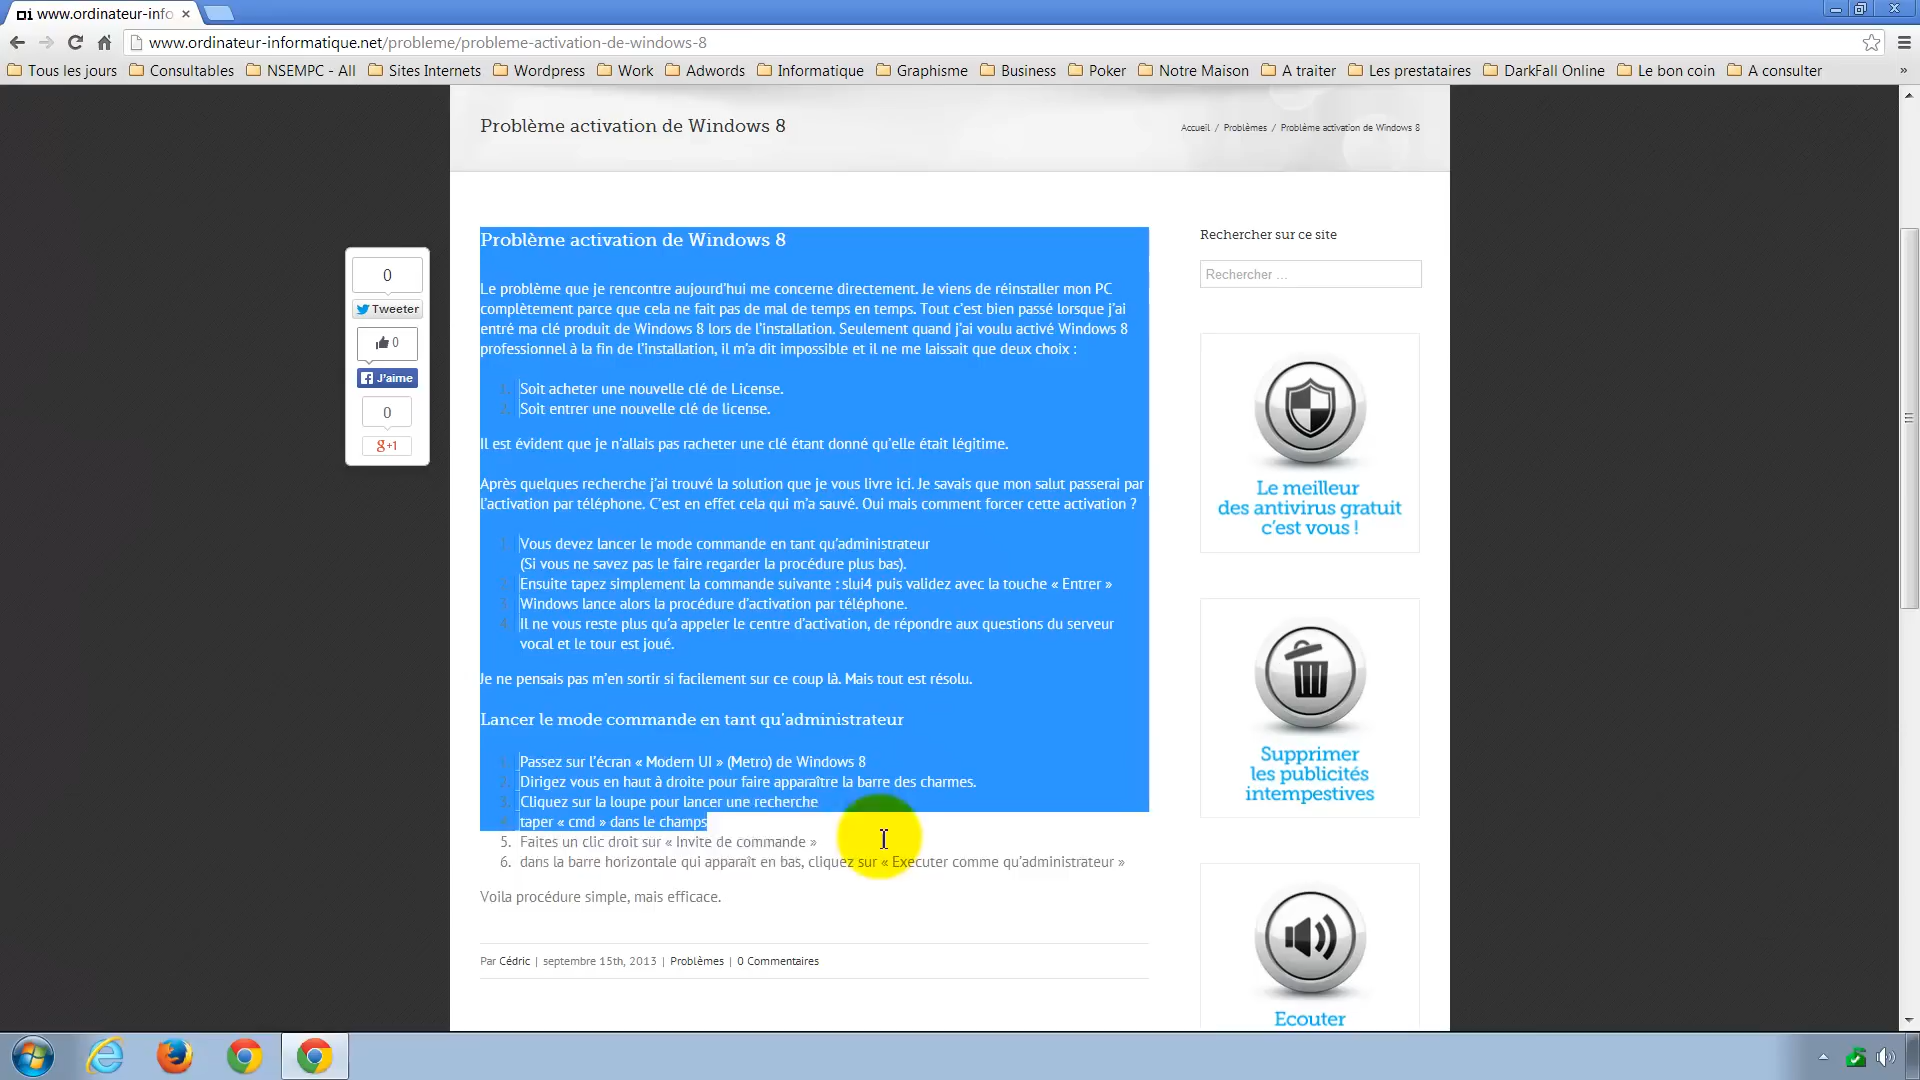 www.ordinateur-info
www.ordinateur-informatique.net/probleme/probleme-activation-de-windows-8
Tous les jours Consultables NSEMPC - All Sites Internets Wordpress Work Adwords Informatique Graphisme Business Poker Notre Maison A traiter Les prestataires DarkFall Online Le bon coin A consulter »
Problème activation de Windows 8
Accueil / Problèmes / Problème activation de Windows 8
Problème activation de Windows 8
Le problème que je rencontre aujourd'hui me concerne directement. Je viens de réinstaller mon PC
complètement parce que cela ne fait pas de mal de temps en temps. Tout c'est bien passé lorsque j'ai
entré ma clé produit de Windows 8 lors de l'installation. Seulement quand j'ai voulu activé Windows 8
professionnel à la fin de l'installation, il m'a dit impossible et il ne me laissait que deux choix :
1. Soit acheter une nouvelle clé de License.
2. Soit entrer une nouvelle clé de license.
Il est évident que je n'allais pas racheter une clé étant donné qu'elle était légitime.
Après quelques recherche j'ai trouvé la solution que je vous livre ici. Je savais que mon salut passerai par
l'activation par téléphone. C'est en effet cela qui m'a sauvé. Oui mais comment forcer cette activation ?
1. Vous devez lancer le mode commande en tant qu'administrateur
(Si vous ne savez pas le faire regarder la procédure plus bas).
2. Ensuite tapez simplement la commande suivante : slui4 puis validez avec la touche « Entrer »
3. Windows lance alors la procédure d'activation par téléphone.
4. Il ne vous reste plus qu'a appeler le centre d'activation, de répondre aux questions du serveur
vocal et le tour est joué.
Je ne pensais pas m'en sortir si facilement sur ce coup là. Mais tout est résolu.
Lancer le mode commande en tant qu'administrateur
1. Passez sur l'écran « Modern UI » (Metro) de Windows 8
2. Dirigez vous en haut à droite pour faire apparaître la barre des charmes.
3. Cliquez sur la loupe pour lancer une recherche
4. taper « cmd » dans le champs
5. Faites un clic droit sur « Invite de commande »
6. dans la barre horizontale qui apparaît en bas, cliquez sur « Executer comme qu'administrateur »
Voila procédure simple, mais efficace.
Par Cédric | septembre 15th, 2013 | Problèmes | 0 Commentaires
0
Tweeter
0
J'aime
0
g+1
Rechercher sur ce site
Rechercher ...
Le meilleur
des antivirus gratuit
c'est vous !
Supprimer
les publicités
intempestives
Ecouter